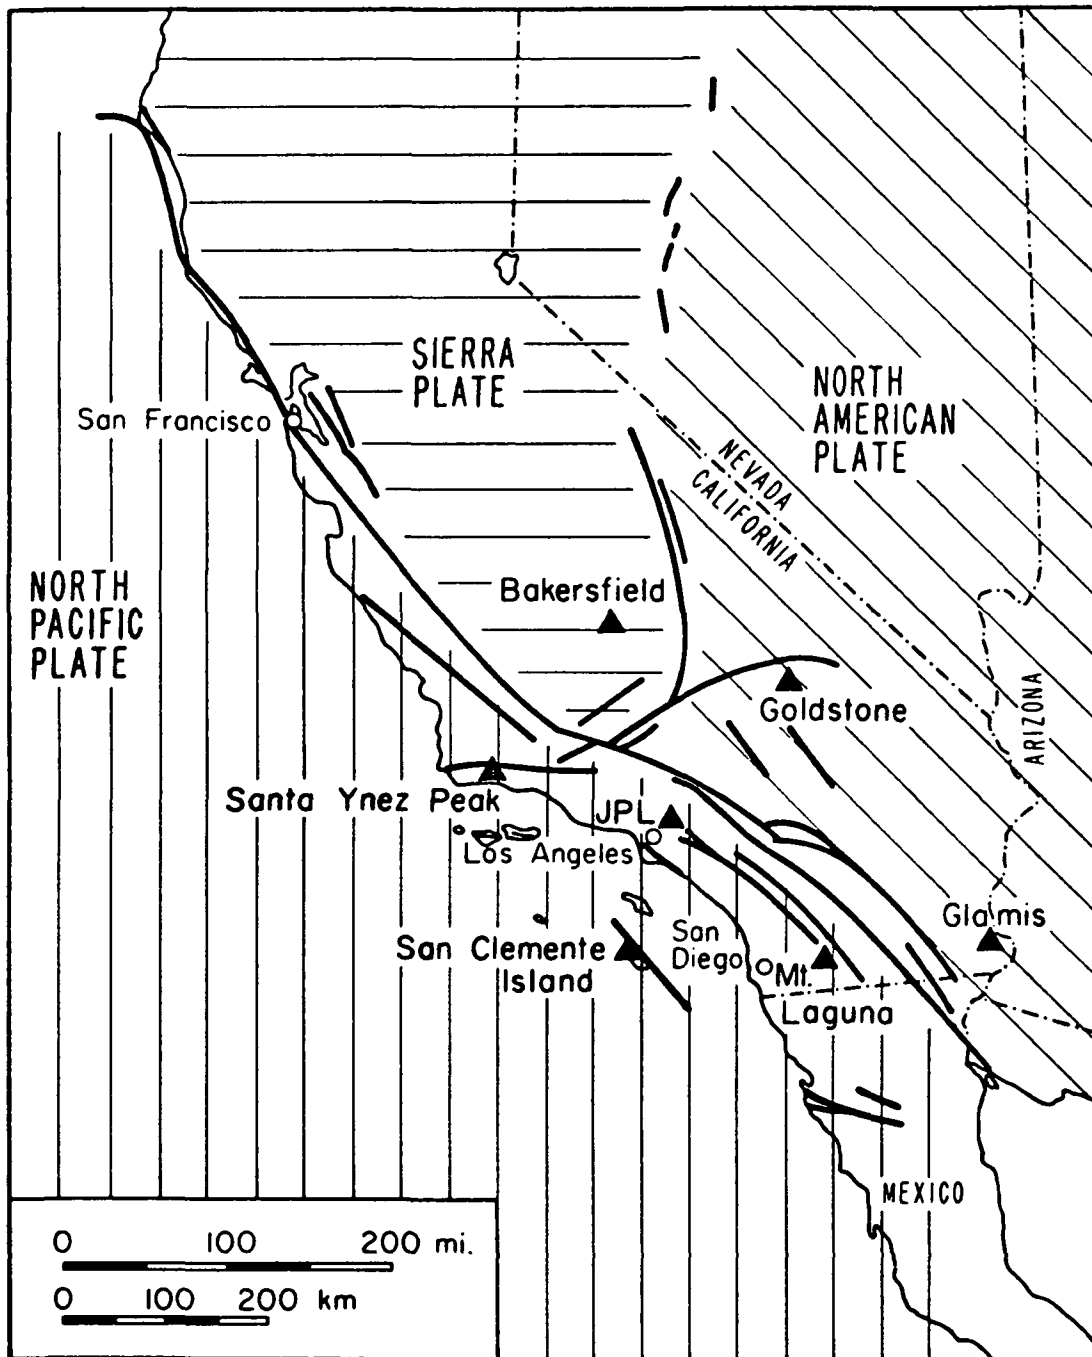 SIERRA
PLATE
NORTH
AMERICAN
PLATE
San Francisco
NEVADA
CALIFORNIA
NORTH
PACIFIC
PLATE
Bakersfield
Goldstone
ARIZONA
Santa Ynez Peak
JPL
Los Angeles
Glamis
San Clemente
Island
San
Diego
Mt.
Laguna
MEXICO
0 100 200 mi.
0 100 200 km